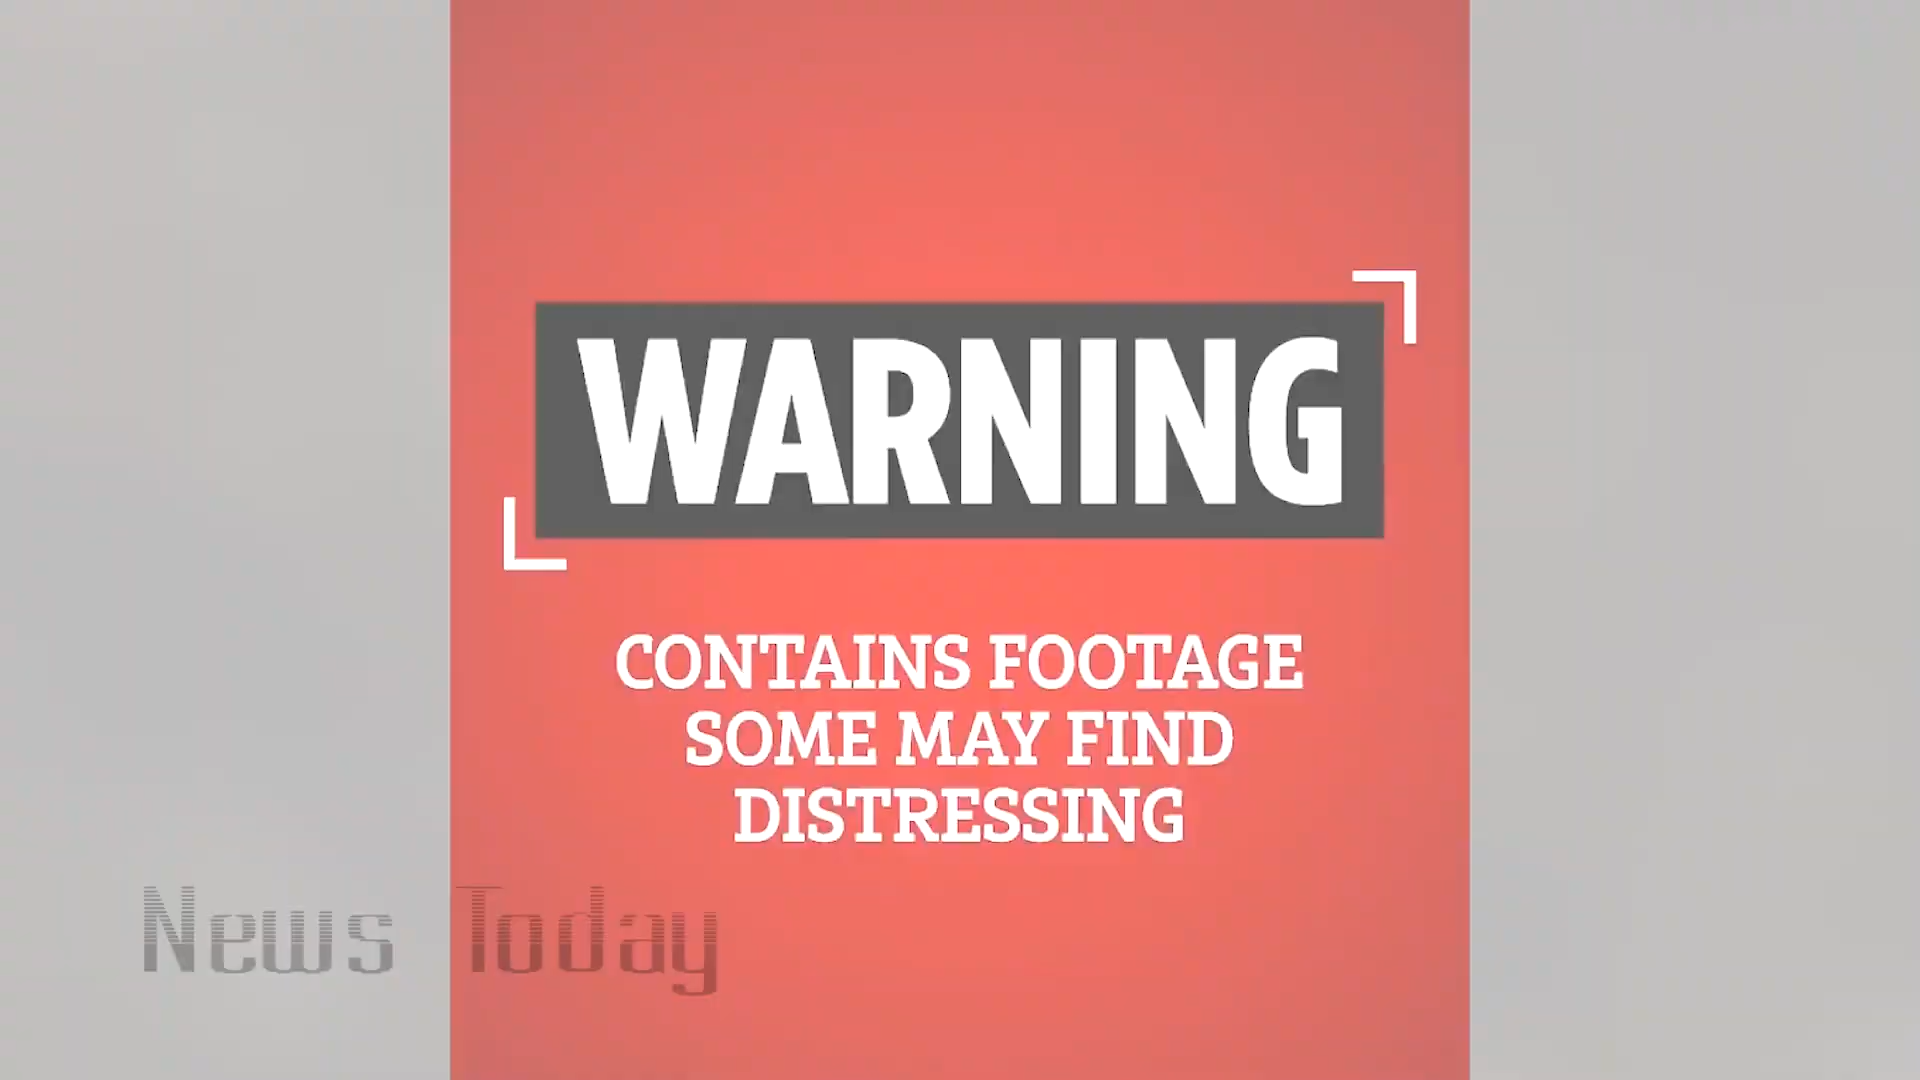 WARNING
CONTAINS FOOTAGE
SOME MAY FIND
DISTRESSING
News Today